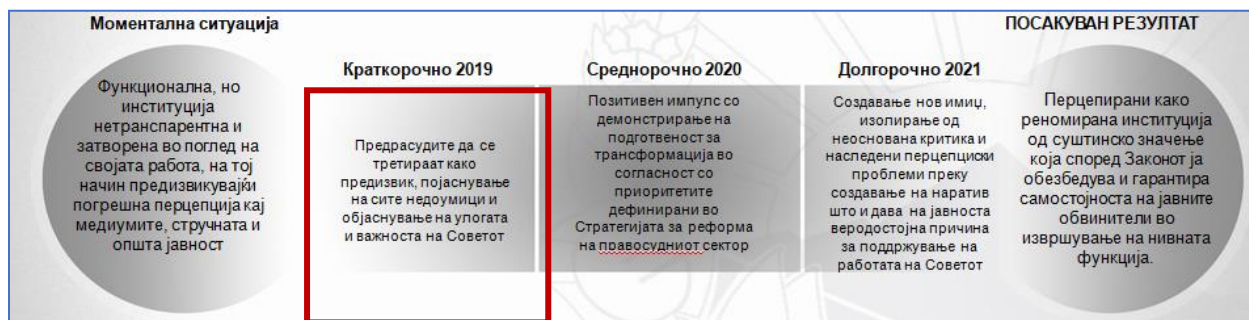 Моментална ситуација
Функционална, но
институција
нетранспарентна и
затворена во поглед на
својата работа, на тој
начин предизвикувајќи
погрешна перцепција кај
медиумите, стручната и
општа јавност
Краткорочно 2019
Предрасудите да се
третираат како
предизвик, појаснување
на сите недоумици и
објаснување на улогата
и важноста на Советот
Среднорочно 2020
Позитивен импулс со
демонстрирање на
подготвеност за
трансформација во
согласност со
приоритетите
дефинирани во
Стратегијата за реформа
на правосудниот сектор
Долгорочно 2021
Создавање нов имиџ,
изолирање од
неоснована критика и
наследени перцепциски
проблеми преку
создавање на наратив
што и дава на јавноста
веродостојна причина
за поддржување на
работата на Советот
ПОСАКУВАН РЕЗУЛТАТ
Перцепирани како
реномирана институција
од суштинско значење
која според Законот ја
обезбедува и гарантира
самостојноста на јавните
обвинители во
извршување на нивната
функција.